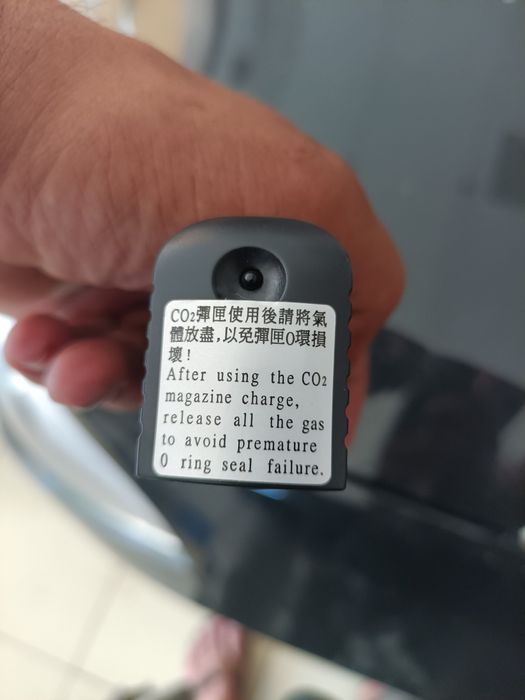 CO₂彈匣使用後請將氣
體放盡,以免彈匣O環損
壞!
After using the CO₂
magazine charge,
release all the gas
to avoid premature
O ring seal failure.